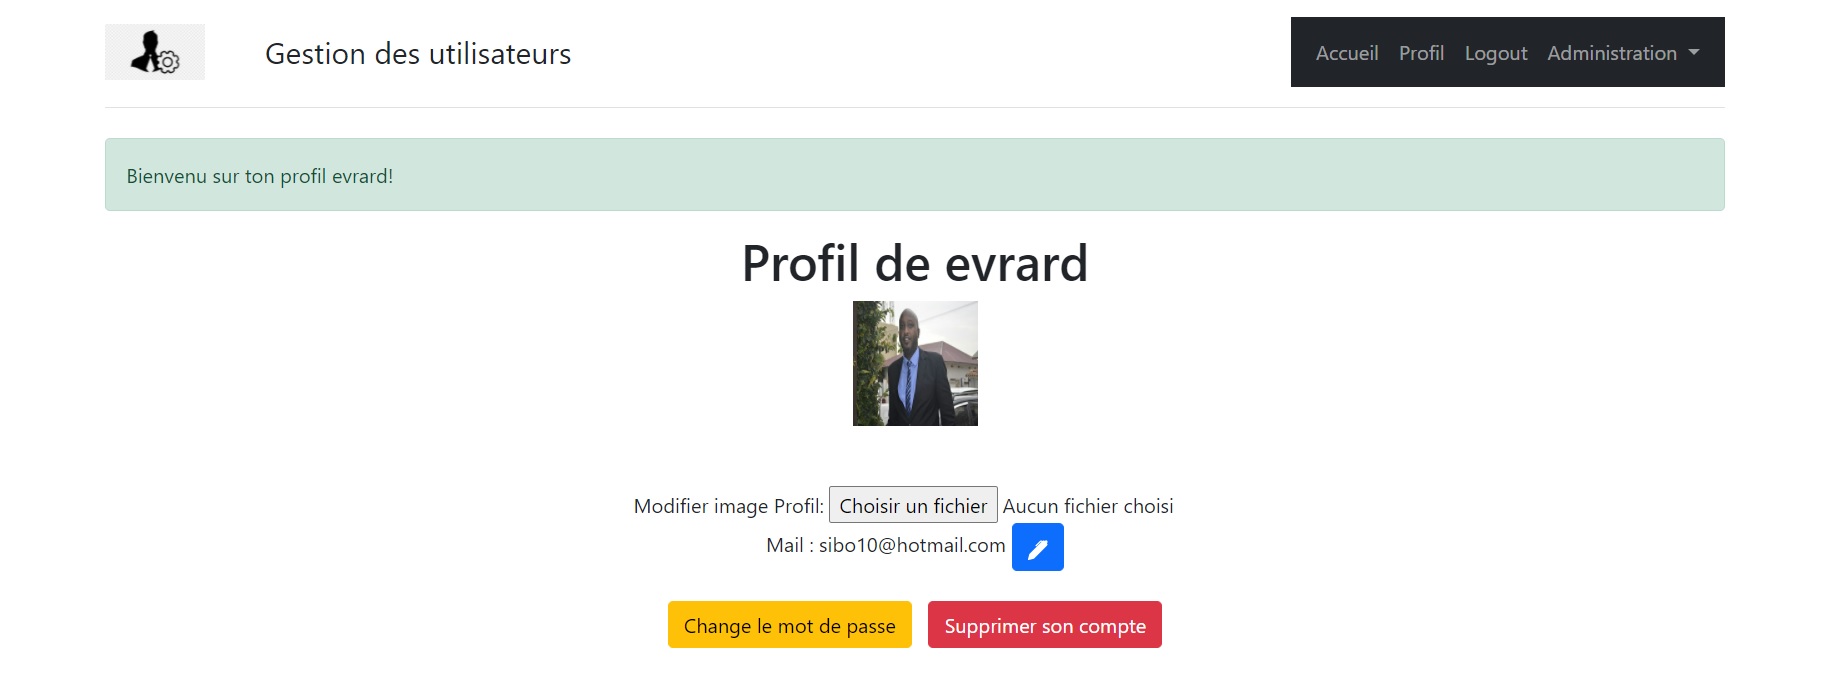 Gestion des utilisateurs
Accueil Profil Logout Administration
Bienvenu sur ton profil evrard!
Profil de evrard
Modifier image Profil: Choisir un fichier Aucun fichier choisi
Mail : sibo10@hotmail.com
Change le mot de passe Supprimer son compte